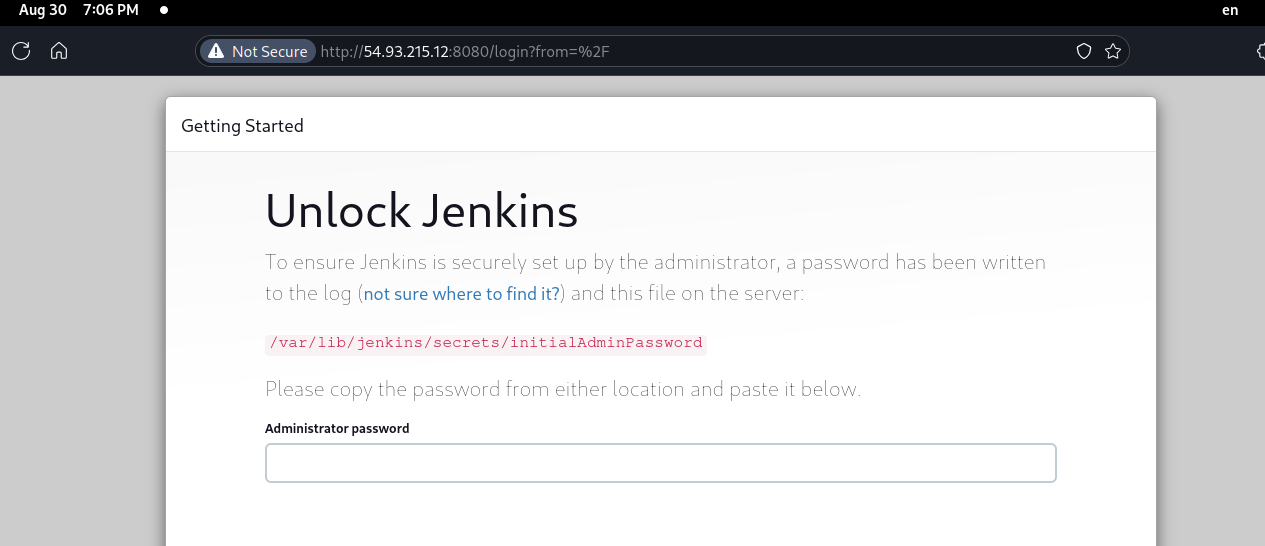 Aug 30 7:06 PM en
Not Secure http://54.93.215.12:8080/login?from=%2F
Getting Started
Unlock Jenkins
To ensure Jenkins is securely set up by the administrator, a password has been written
to the log (not sure where to find it?) and this file on the server:
/var/lib/jenkins/secrets/initialAdminPassword
Please copy the password from either location and paste it below.
Administrator password